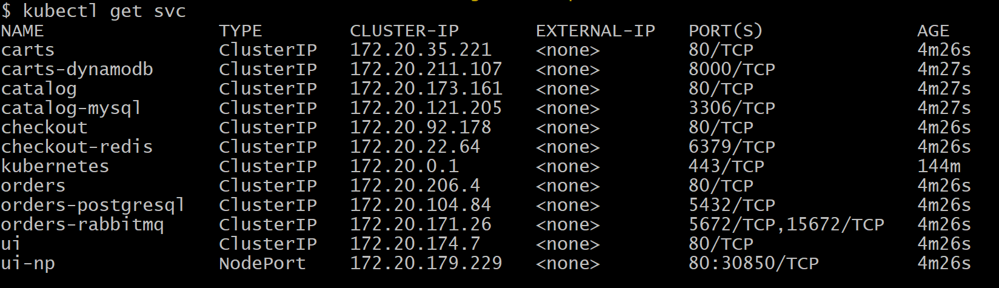 $ kubectl get svc
NAME TYPE CLUSTER-IP EXTERNAL-IP PORT(S) AGE
carts ClusterIP 172.20.35.221 <none> 80/TCP 4m26s
carts-dynamodb ClusterIP 172.20.211.107 <none> 8000/TCP 4m27s
catalog ClusterIP 172.20.173.161 <none> 80/TCP 4m27s
catalog-mysql ClusterIP 172.20.121.205 <none> 3306/TCP 4m27s
checkout ClusterIP 172.20.92.178 <none> 80/TCP 4m26s
checkout-redis ClusterIP 172.20.22.64 <none> 6379/TCP 4m26s
kubernetes ClusterIP 172.20.0.1 <none> 443/TCP 144m
orders ClusterIP 172.20.206.4 <none> 80/TCP 4m26s
orders-postgresql ClusterIP 172.20.104.84 <none> 5432/TCP 4m26s
orders-rabbitmq ClusterIP 172.20.171.26 <none> 5672/TCP,15672/TCP 4m26s
ui ClusterIP 172.20.174.7 <none> 80/TCP 4m26s
ui-np NodePort 172.20.179.229 <none> 80:30850/TCP 4m26s